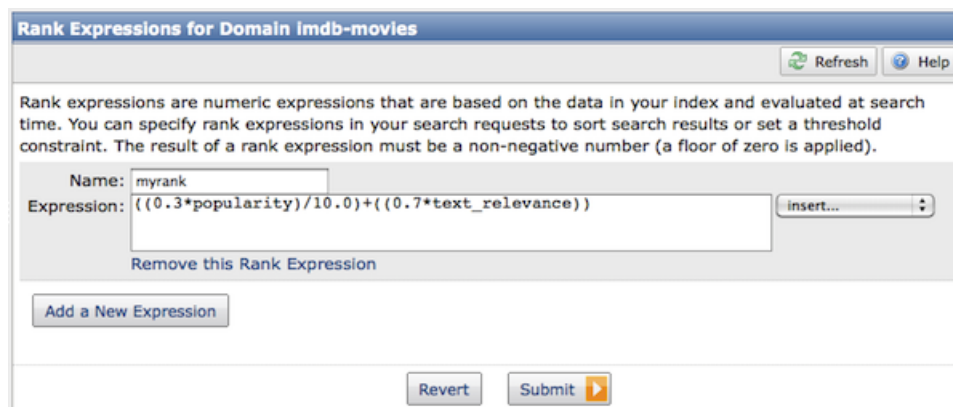 Rank Expressions for Domain imdb-movies
Refresh Help
Rank expressions are numeric expressions that are based on the data in your index and evaluated at search
time. You can specify rank expressions in your search requests to sort search results or set a threshold
constraint. The result of a rank expression must be a non-negative number (a floor of zero is applied).
Name: myrank
Expression: ((0.3*popularity)/10.0)+((0.7*text_relevance)) insert...
Remove this Rank Expression
Add a New Expression
Revert Submit